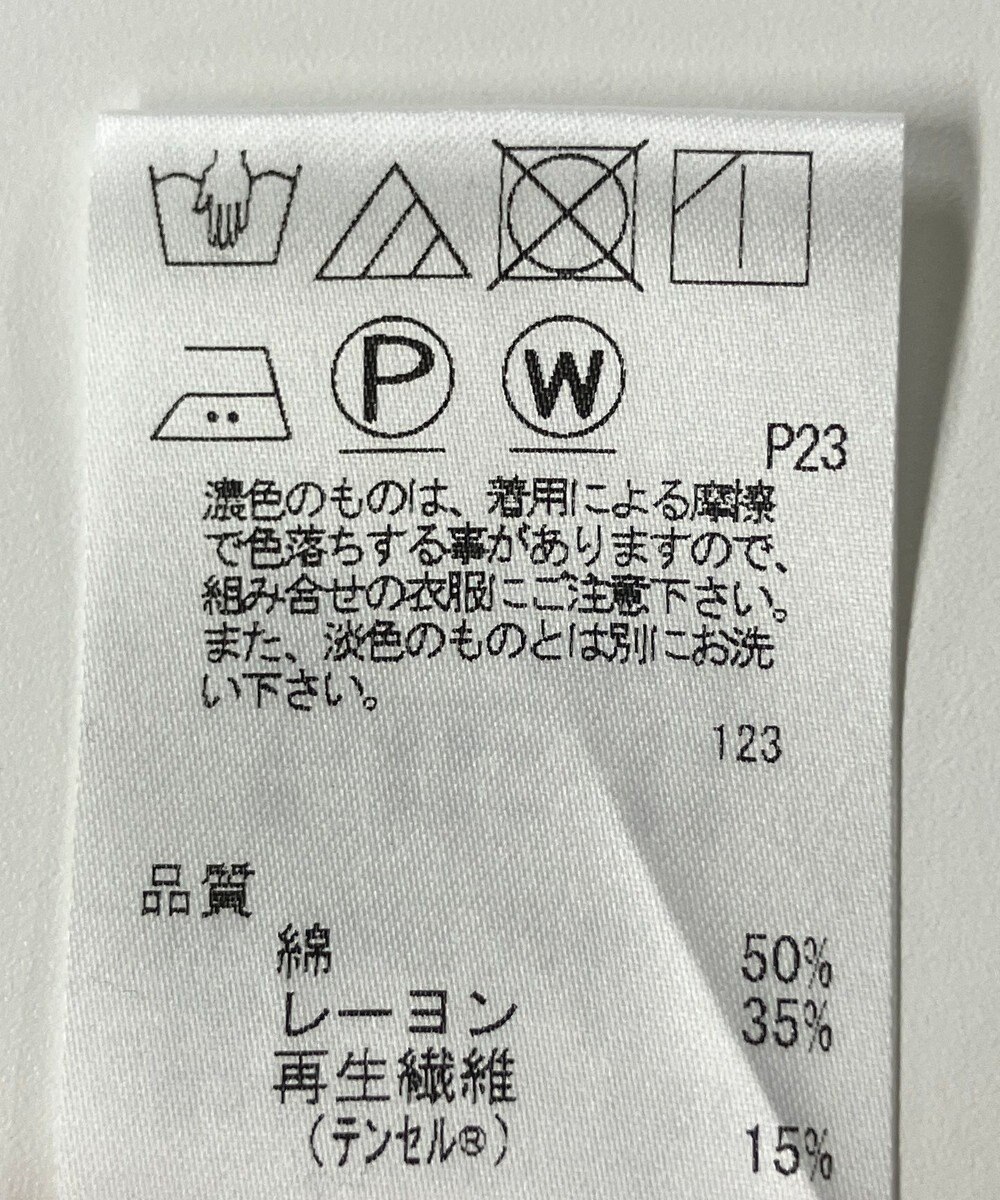 P W
P23
濃色のものは、着用による摩擦
で色落ちする事がありますので、
組み合せの衣服にご注意下さい。
また、淡色のものとは別にお洗
い下さい。
123
品質
綿 50%
レーヨン 35%
再生繊維
(テンセル®) 15%